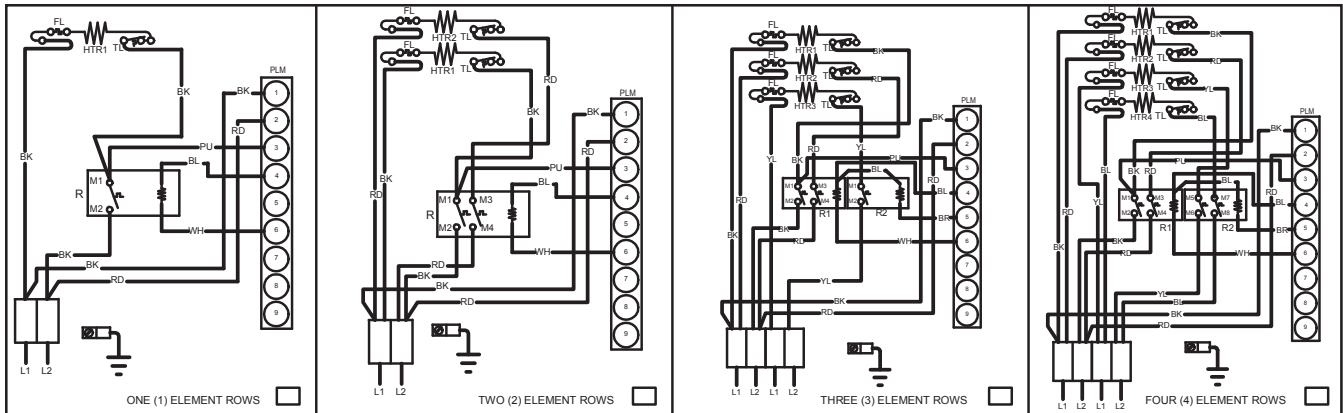 FL
HTR1 TL
BK
PLM
1
BK
2
RD
3
PU
BL
4
BK
M1
R
M2
5
WH
6
BK
BK
7
RD
8
9
L1 L2
ONE (1) ELEMENT ROWS
FL
HTR2 TL
FL
HTR1 TL
RD
BK
PLM
BK
1
2
RD
PU
3
BL
4
RD
BK
M1 M3
R
M2 M4
5
WH
6
RD
BK
7
BK
RD
8
9
L1 L2
TWO (2) ELEMENT ROWS
FL
HTR1 TL
BK
FL
HTR2 TL
RD
FL
HTR3 TL
PLM
BK
1
2
YL
BK
RD
YL
PU
3
BL
RD
BK
RD
M1 M3
M2 M4
R1
M1
M2
R2
BL
4
BR
5
BK
RD
WH
6
7
YL
BK
8
RD
9
L1 L2 L1 L2
THREE (3) ELEMENT ROWS
FL
HTR1 TL
BK
FL
HTR2 TL
RD
FL
HTR3 TL
YL
FL
HTR4 TL
BL
PLM
BK
1
2
BL
BK
RD
YL
PU
3
BL
RD
YL
RD
M1 M3
M2 M4
R1
M5 M7
M6 M8
R2
BL
4
BR
5
BK
BK
RD
WH
6
7
YL
BL
8
BK
RD
9
L1 L2 L1 L2
FOUR (4) ELEMENT ROWS